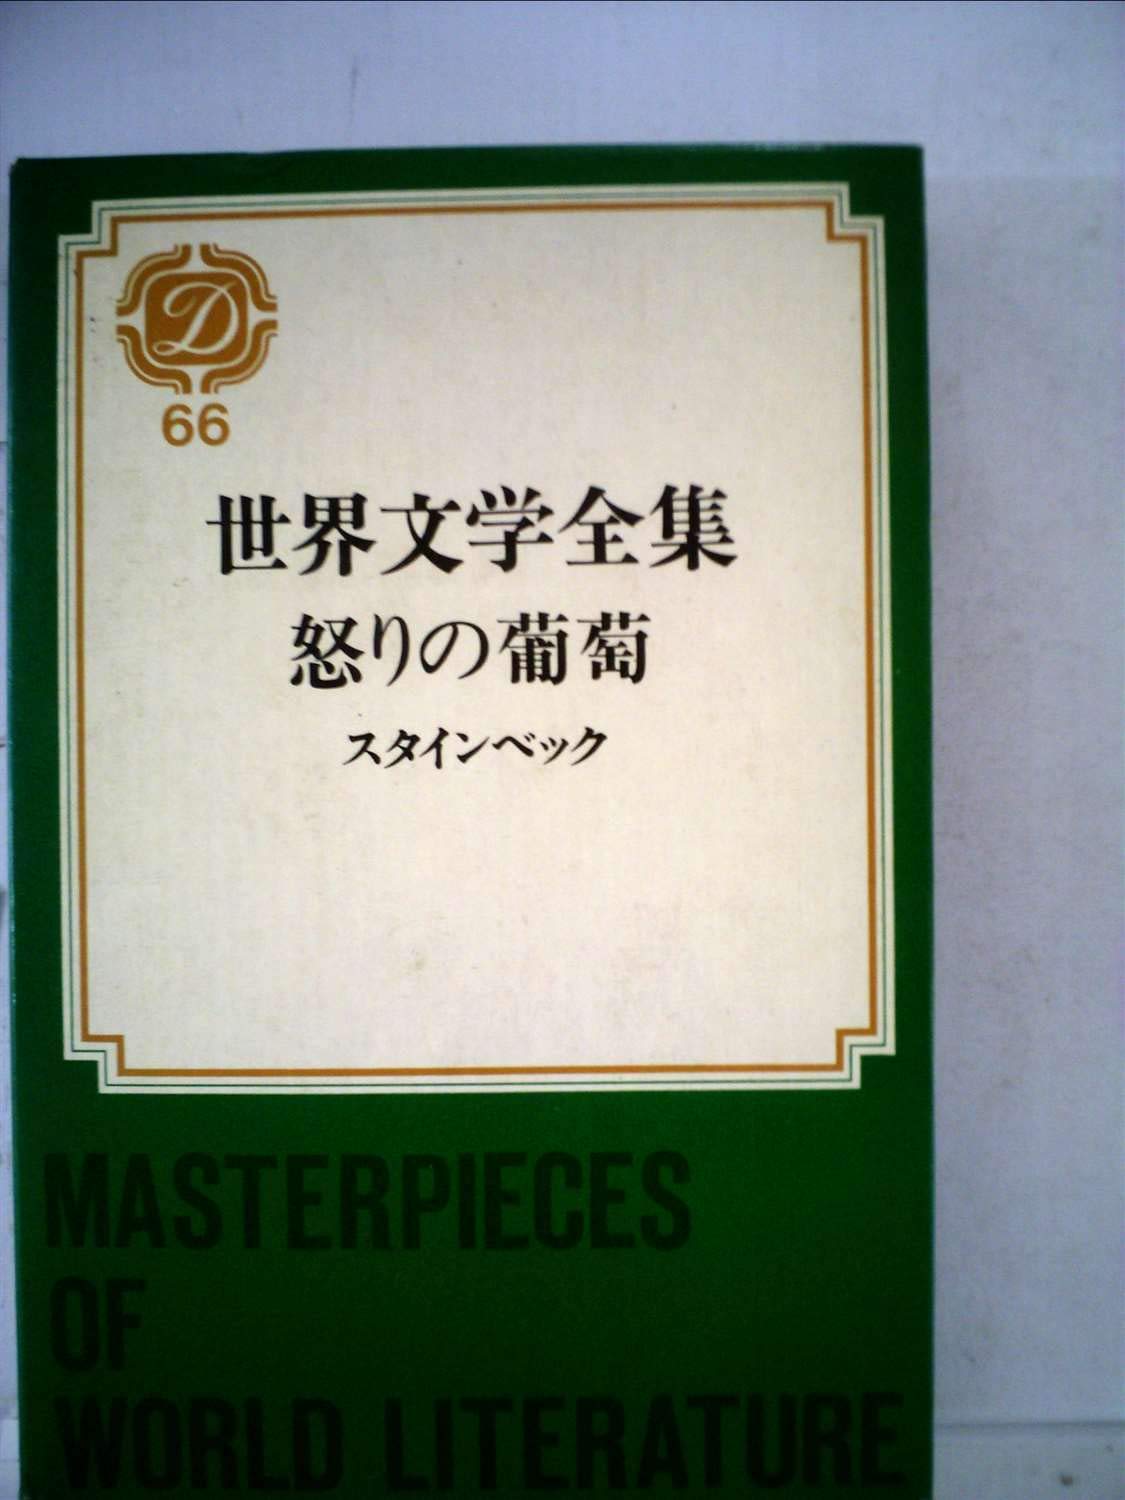 D
66
世界文学全集
怒りの葡萄
スタインベック
MASTERPIECES
OF
WORLD LITERATURE